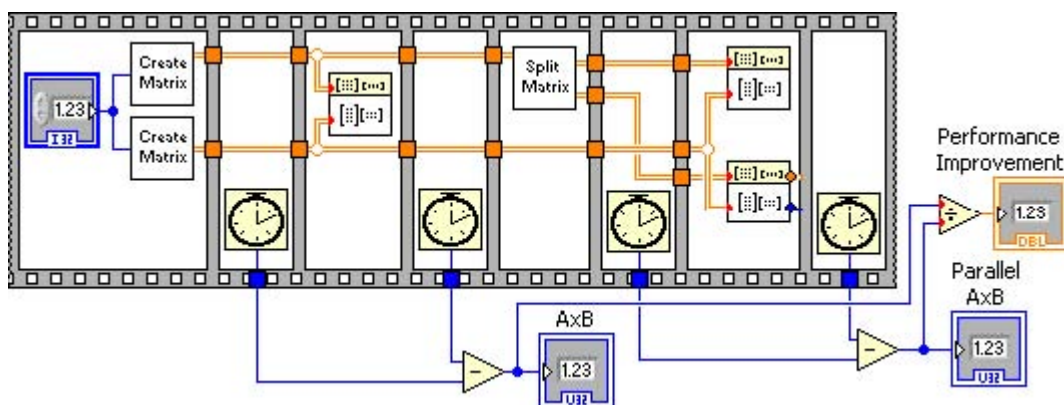 1.23
I32
Create
Matrix
Create
Matrix
Split
Matrix
AxB
1.23
U32
Performance
Improvement
1.23
DBL
Parallel
AxB
1.23
U32